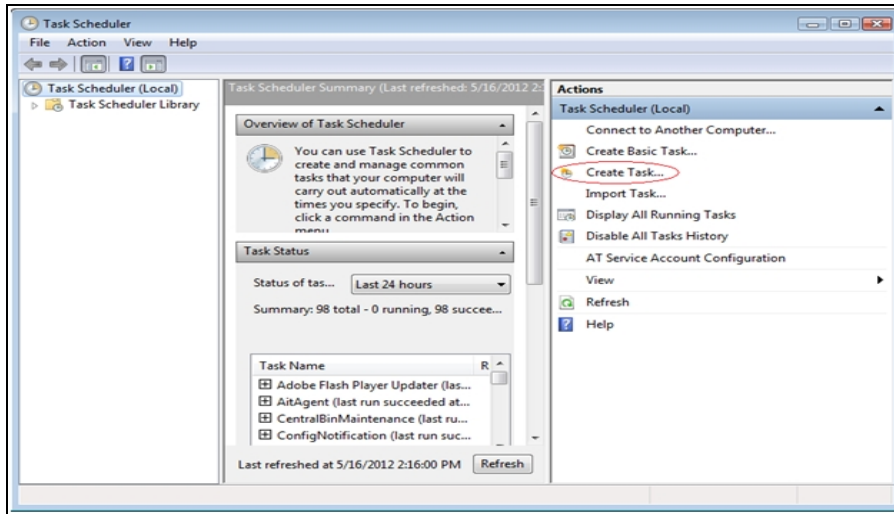 Task Scheduler
File Action View Help
Task Scheduler (Local)
Task Scheduler Library
Task Scheduler Summary (Last refreshed: 5/16/2012 2:
Overview of Task Scheduler
You can use Task Scheduler to
create and manage common
tasks that your computer will
carry out automatically at the
times you specify. To begin,
click a command in the Action
menu
Task Status
Status of tas... Last 24 hours
Summary: 98 total - 0 running, 98 succee...
Task Name R
Adobe Flash Player Updater (las...
AitAgent (last run succeeded at...
CentralBinMaintenance (last ru...
ConfigNotification (last run suc...
Last refreshed at 5/16/2012 2:16:00 PM Refresh
Actions
Task Scheduler (Local)
Connect to Another Computer...
Create Basic Task...
Create Task...
Import Task...
Display All Running Tasks
Disable All Tasks History
AT Service Account Configuration
View
Refresh
Help